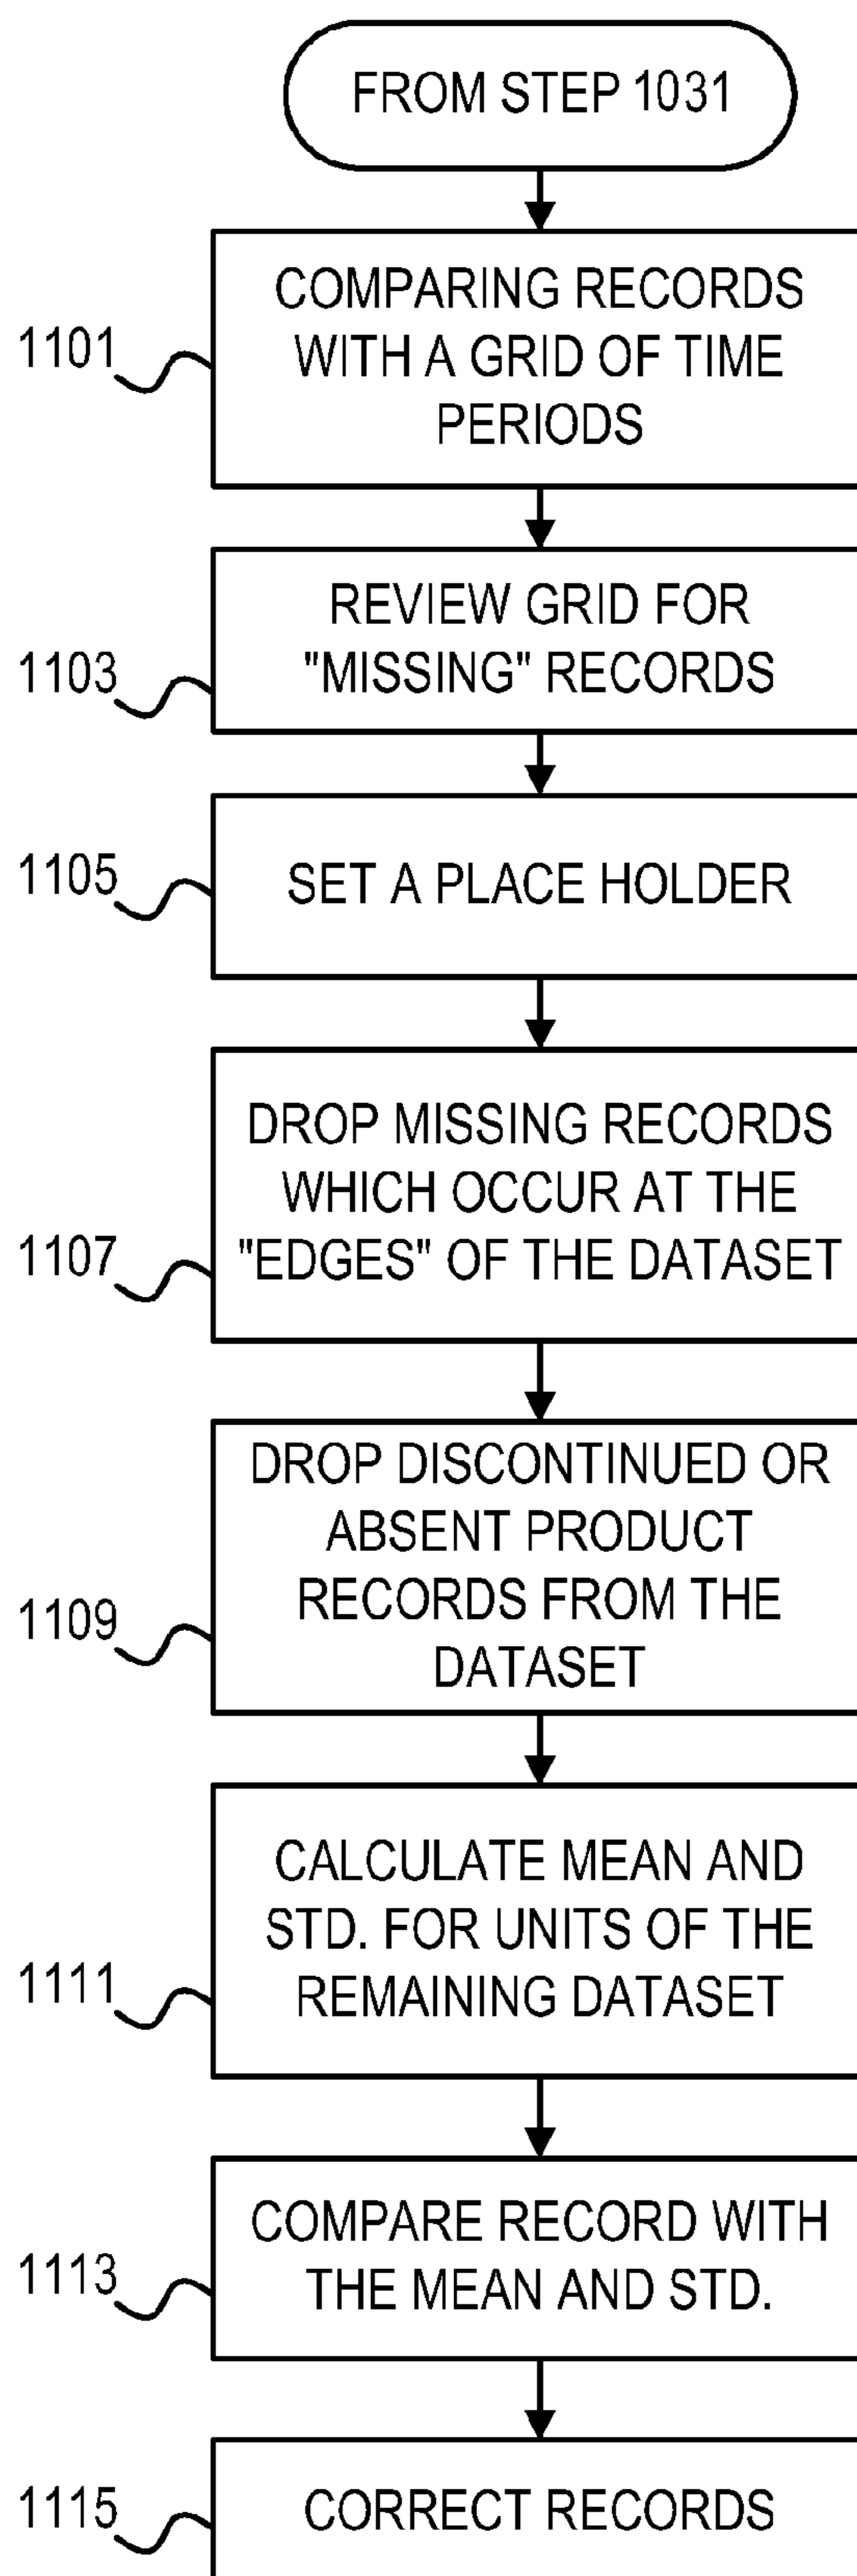 FROM STEP 1031
COMPARING RECORDS
WITH A GRID OF TIME
PERIODS
1101
REVIEW GRID FOR
"MISSING" RECORDS
1103
SET A PLACE HOLDER
1105
DROP MISSING RECORDS
WHICH OCCUR AT THE
"EDGES" OF THE DATASET
1107
DROP DISCONTINUED OR
ABSENT PRODUCT
RECORDS FROM THE
DATASET
1109
CALCULATE MEAN AND
STD. FOR UNITS OF THE
REMAINING DATASET
1111
COMPARE RECORD WITH
THE MEAN AND STD.
1113
CORRECT RECORDS
1115